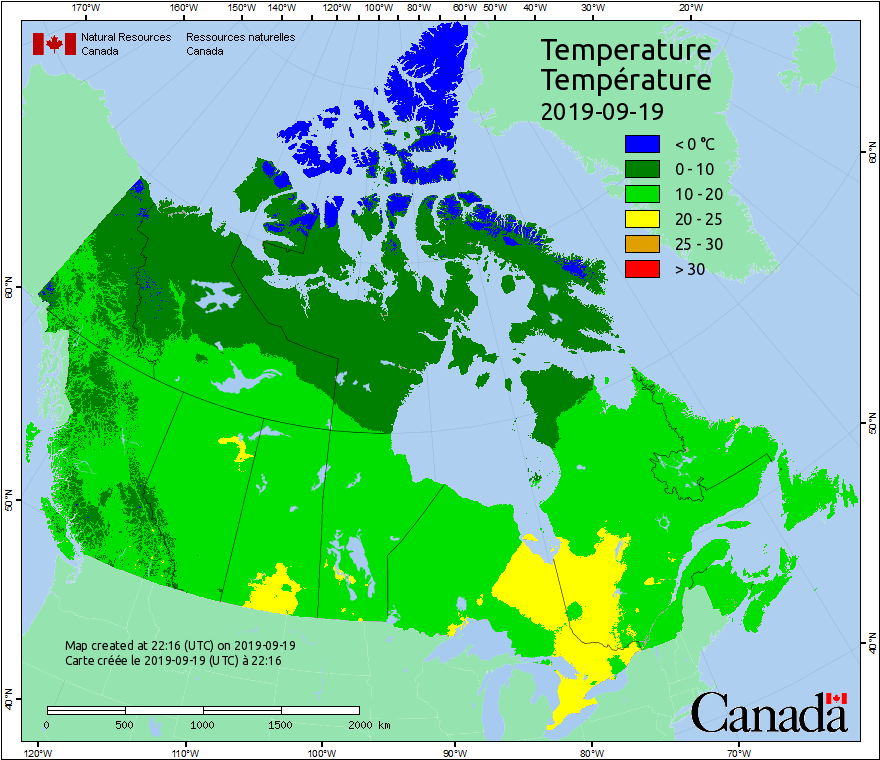 170°W 160°W 150°W 140°W 120°W 100°W 80°W 60°W 50°W 40°W 30°W 20°W
Natural Resources Ressources naturelles
Canada Canada
Temperature
Température
2019-09-19
< 0 °C
0 - 10
10 - 20
20 - 25
25 - 30
> 30
60°N
60°N
50°N
50°N
40°N
40°N
Map created at 22:16 (UTC) on 2019-09-19
Carte créée le 2019-09-19 (UTC) à 22:16
0 500 1000 1500 2000 km
Canada
120°W 110°W 100°W 90°W 80°W 70°W